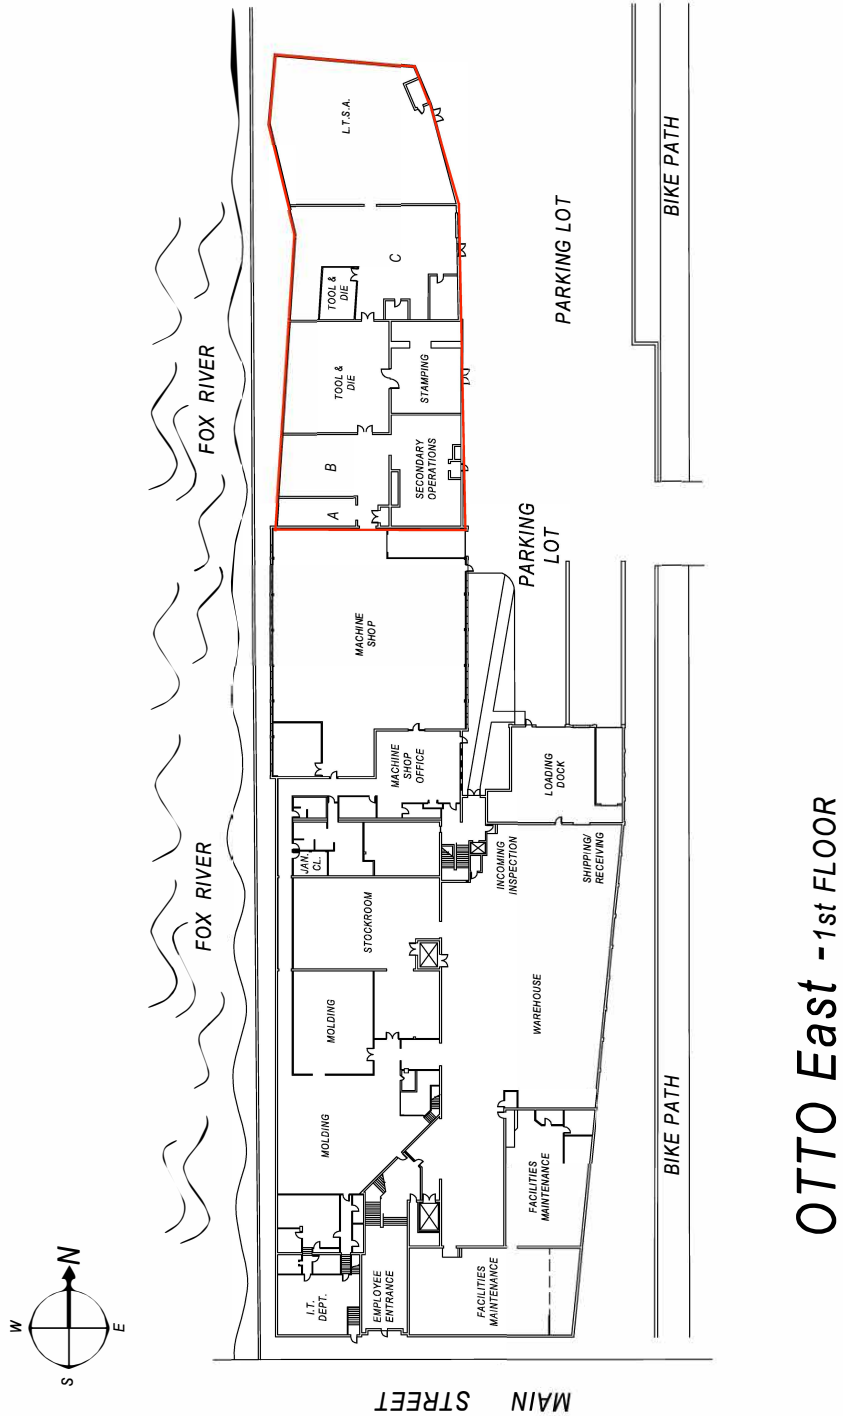 L.T.S.A.
BIKE PATH
PARKING LOT
C
TOOL &
DIE
FOX RIVER
TOOL &
DIE
STAMPING
B
SECONDARY
OPERATIONS
A
PARKING
LOT
MACHINE
SHOP
MACHINE
SHOP
OFFICE
LOADING
DOCK
FOX RIVER
JAN.
CL.
INCOMING
INSPECTION
SHIPPING/
RECEIVING
STOCKROOM
MOLDING
WAREHOUSE
MOLDING
BIKE PATH
FACILITIES
MAINTENANCE
I.T.
DEPT.
EMPLOYEE
ENTRANCE
FACILITIES
MAINTENANCE
N
W
E
S
MAIN STREET
OTTO East - 1st FLOOR